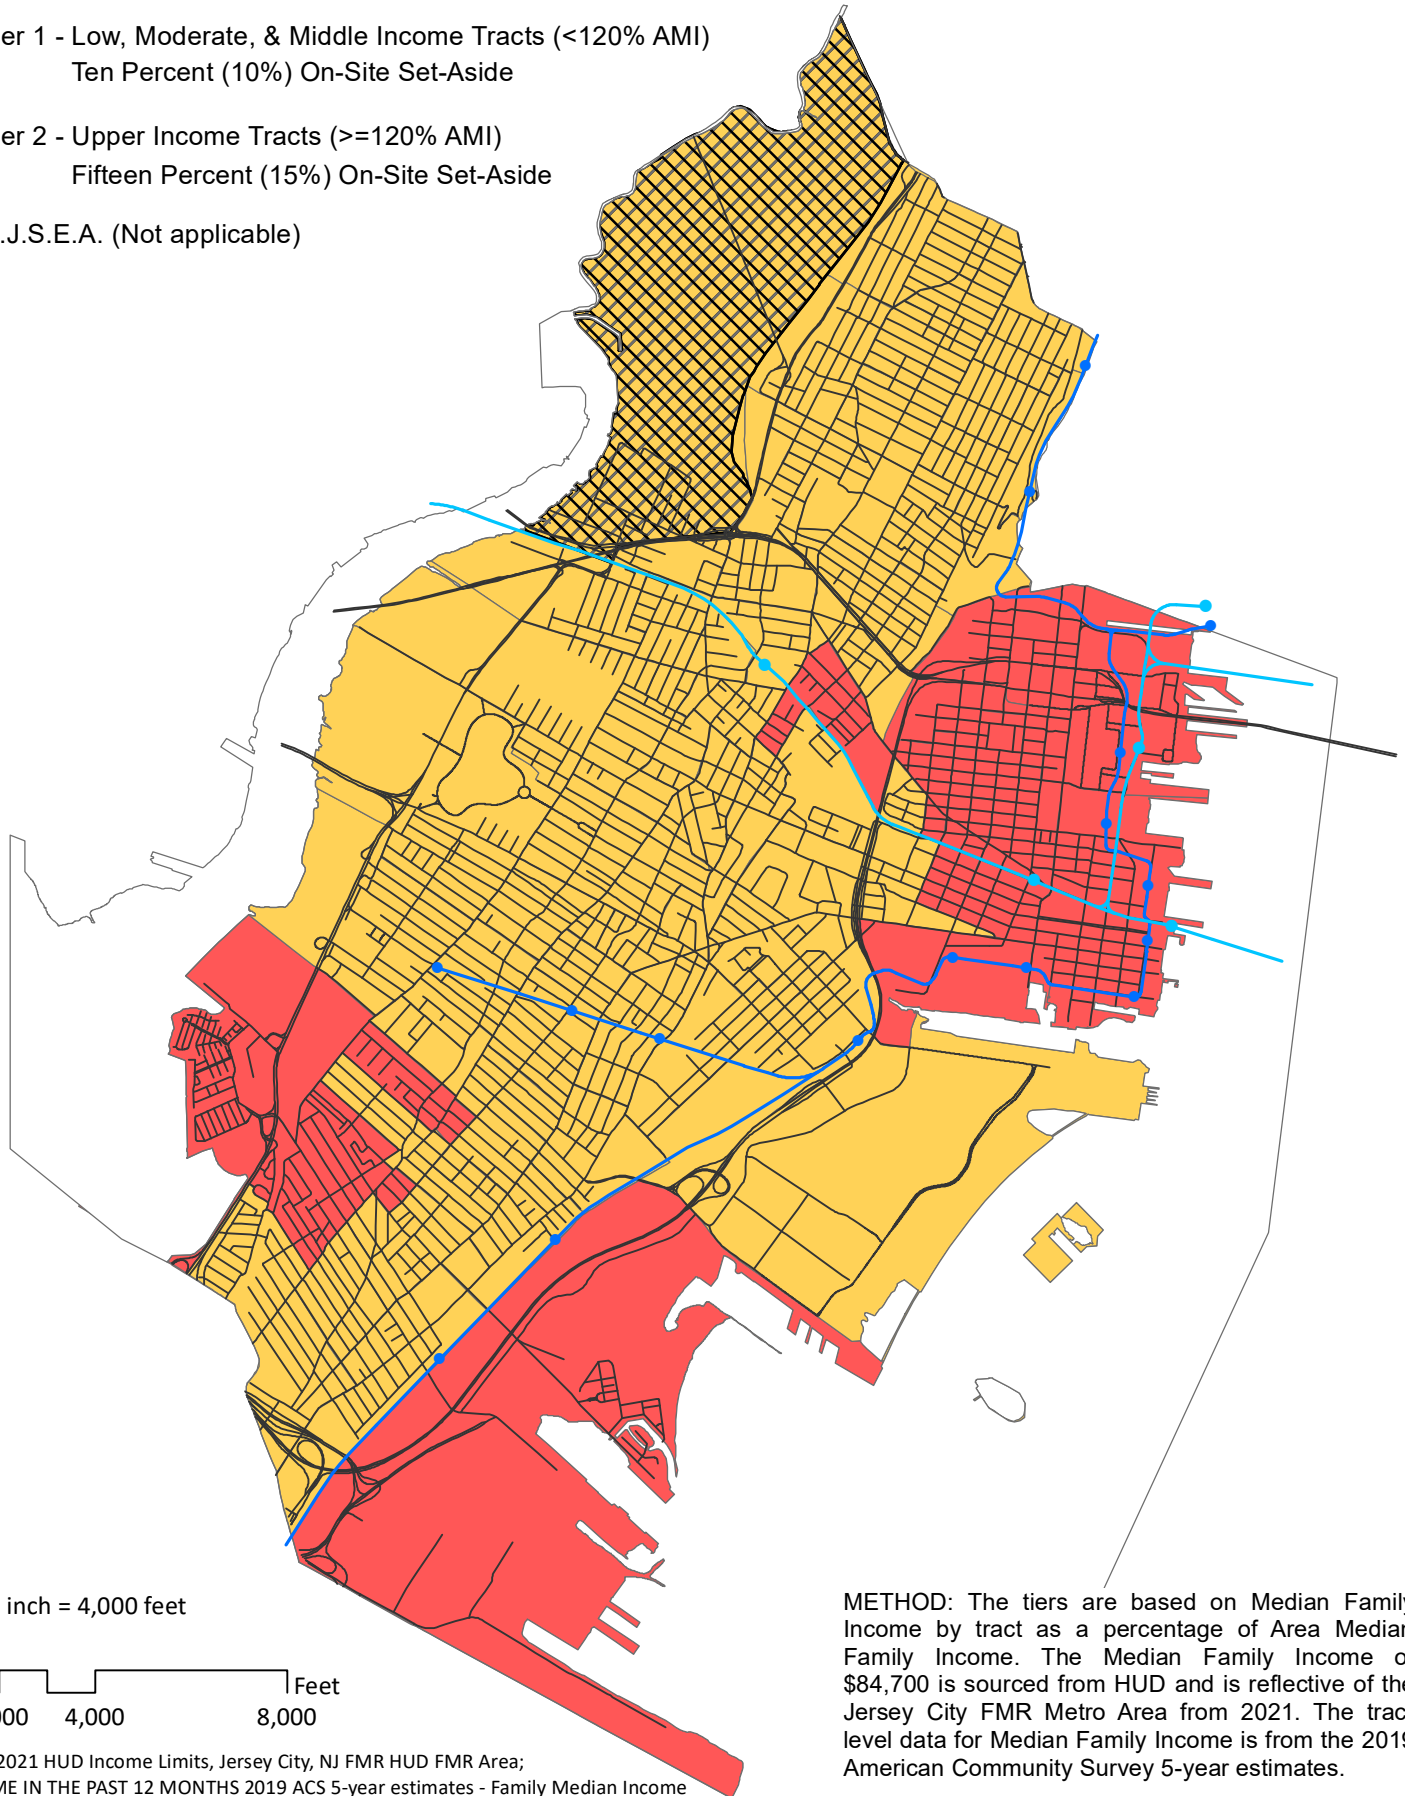 er 1 - Low, Moderate, & Middle Income Tracts (<120% AMI)
Ten Percent (10%) On-Site Set-Aside
er 2 - Upper Income Tracts (>=120% AMI)
Fifteen Percent (15%) On-Site Set-Aside
.J.S.E.A. (Not applicable)
inch = 4,000 feet
Feet
00 4,000 8,000
2021 HUD Income Limits, Jersey City, NJ FMR HUD FMR Area;
ME IN THE PAST 12 MONTHS 2019 ACS 5-year estimates - Family Median Income
METHOD: The tiers are based on Median Family
Income by tract as a percentage of Area Median
Family Income. The Median Family Income o
$84,700 is sourced from HUD and is reflective of the
Jersey City FMR Metro Area from 2021. The tract
level data for Median Family Income is from the 2019
American Community Survey 5-year estimates.